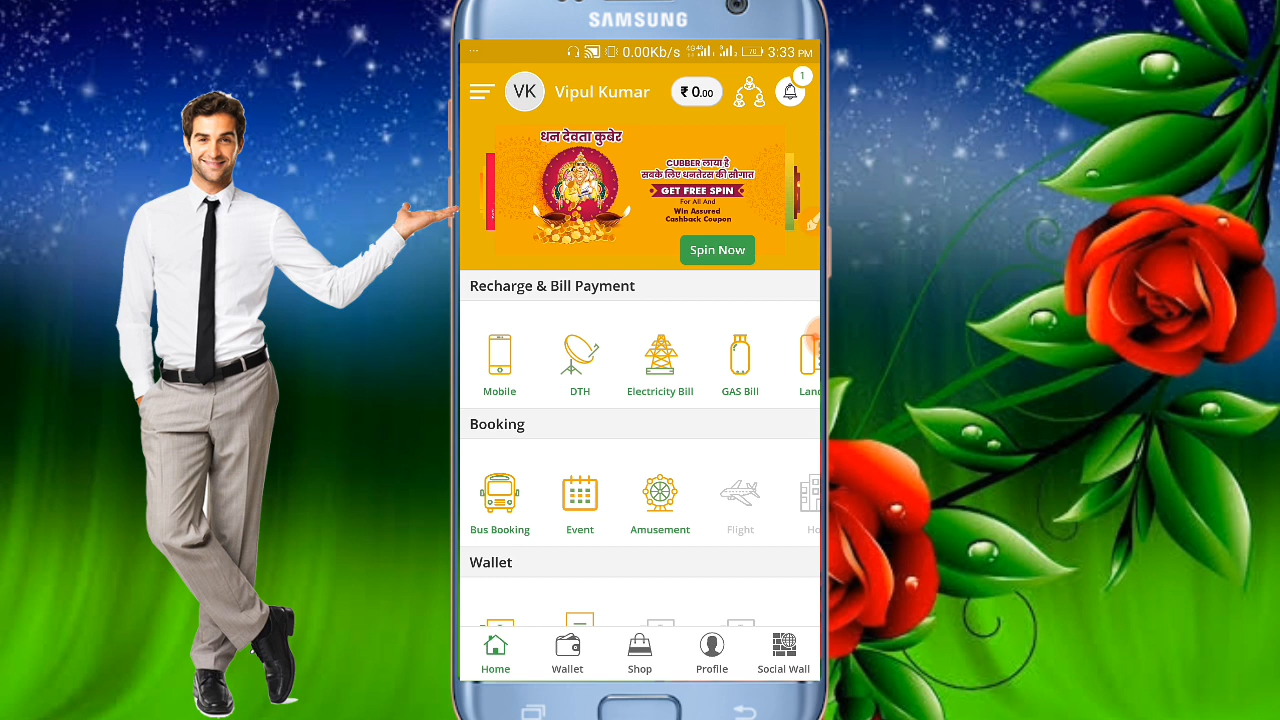 SAMSUNG
0.00Kb/s
3:33 PM
VK
Vipul Kumar
₹ 0.00
1
धन देवता कुबेर
CUBBER लाया है
सबके लिए धनतेरस की सौगात
GET FREE SPIN
For All And
Win Assured
Cashback Coupon
Spin Now
Recharge & Bill Payment
Mobile
DTH
Electricity Bill
GAS Bill
Lan
Booking
Bus Booking
Event
Amusement
Flight
Ho
Wallet
Home
Wallet
Shop
Profile
Social Wall